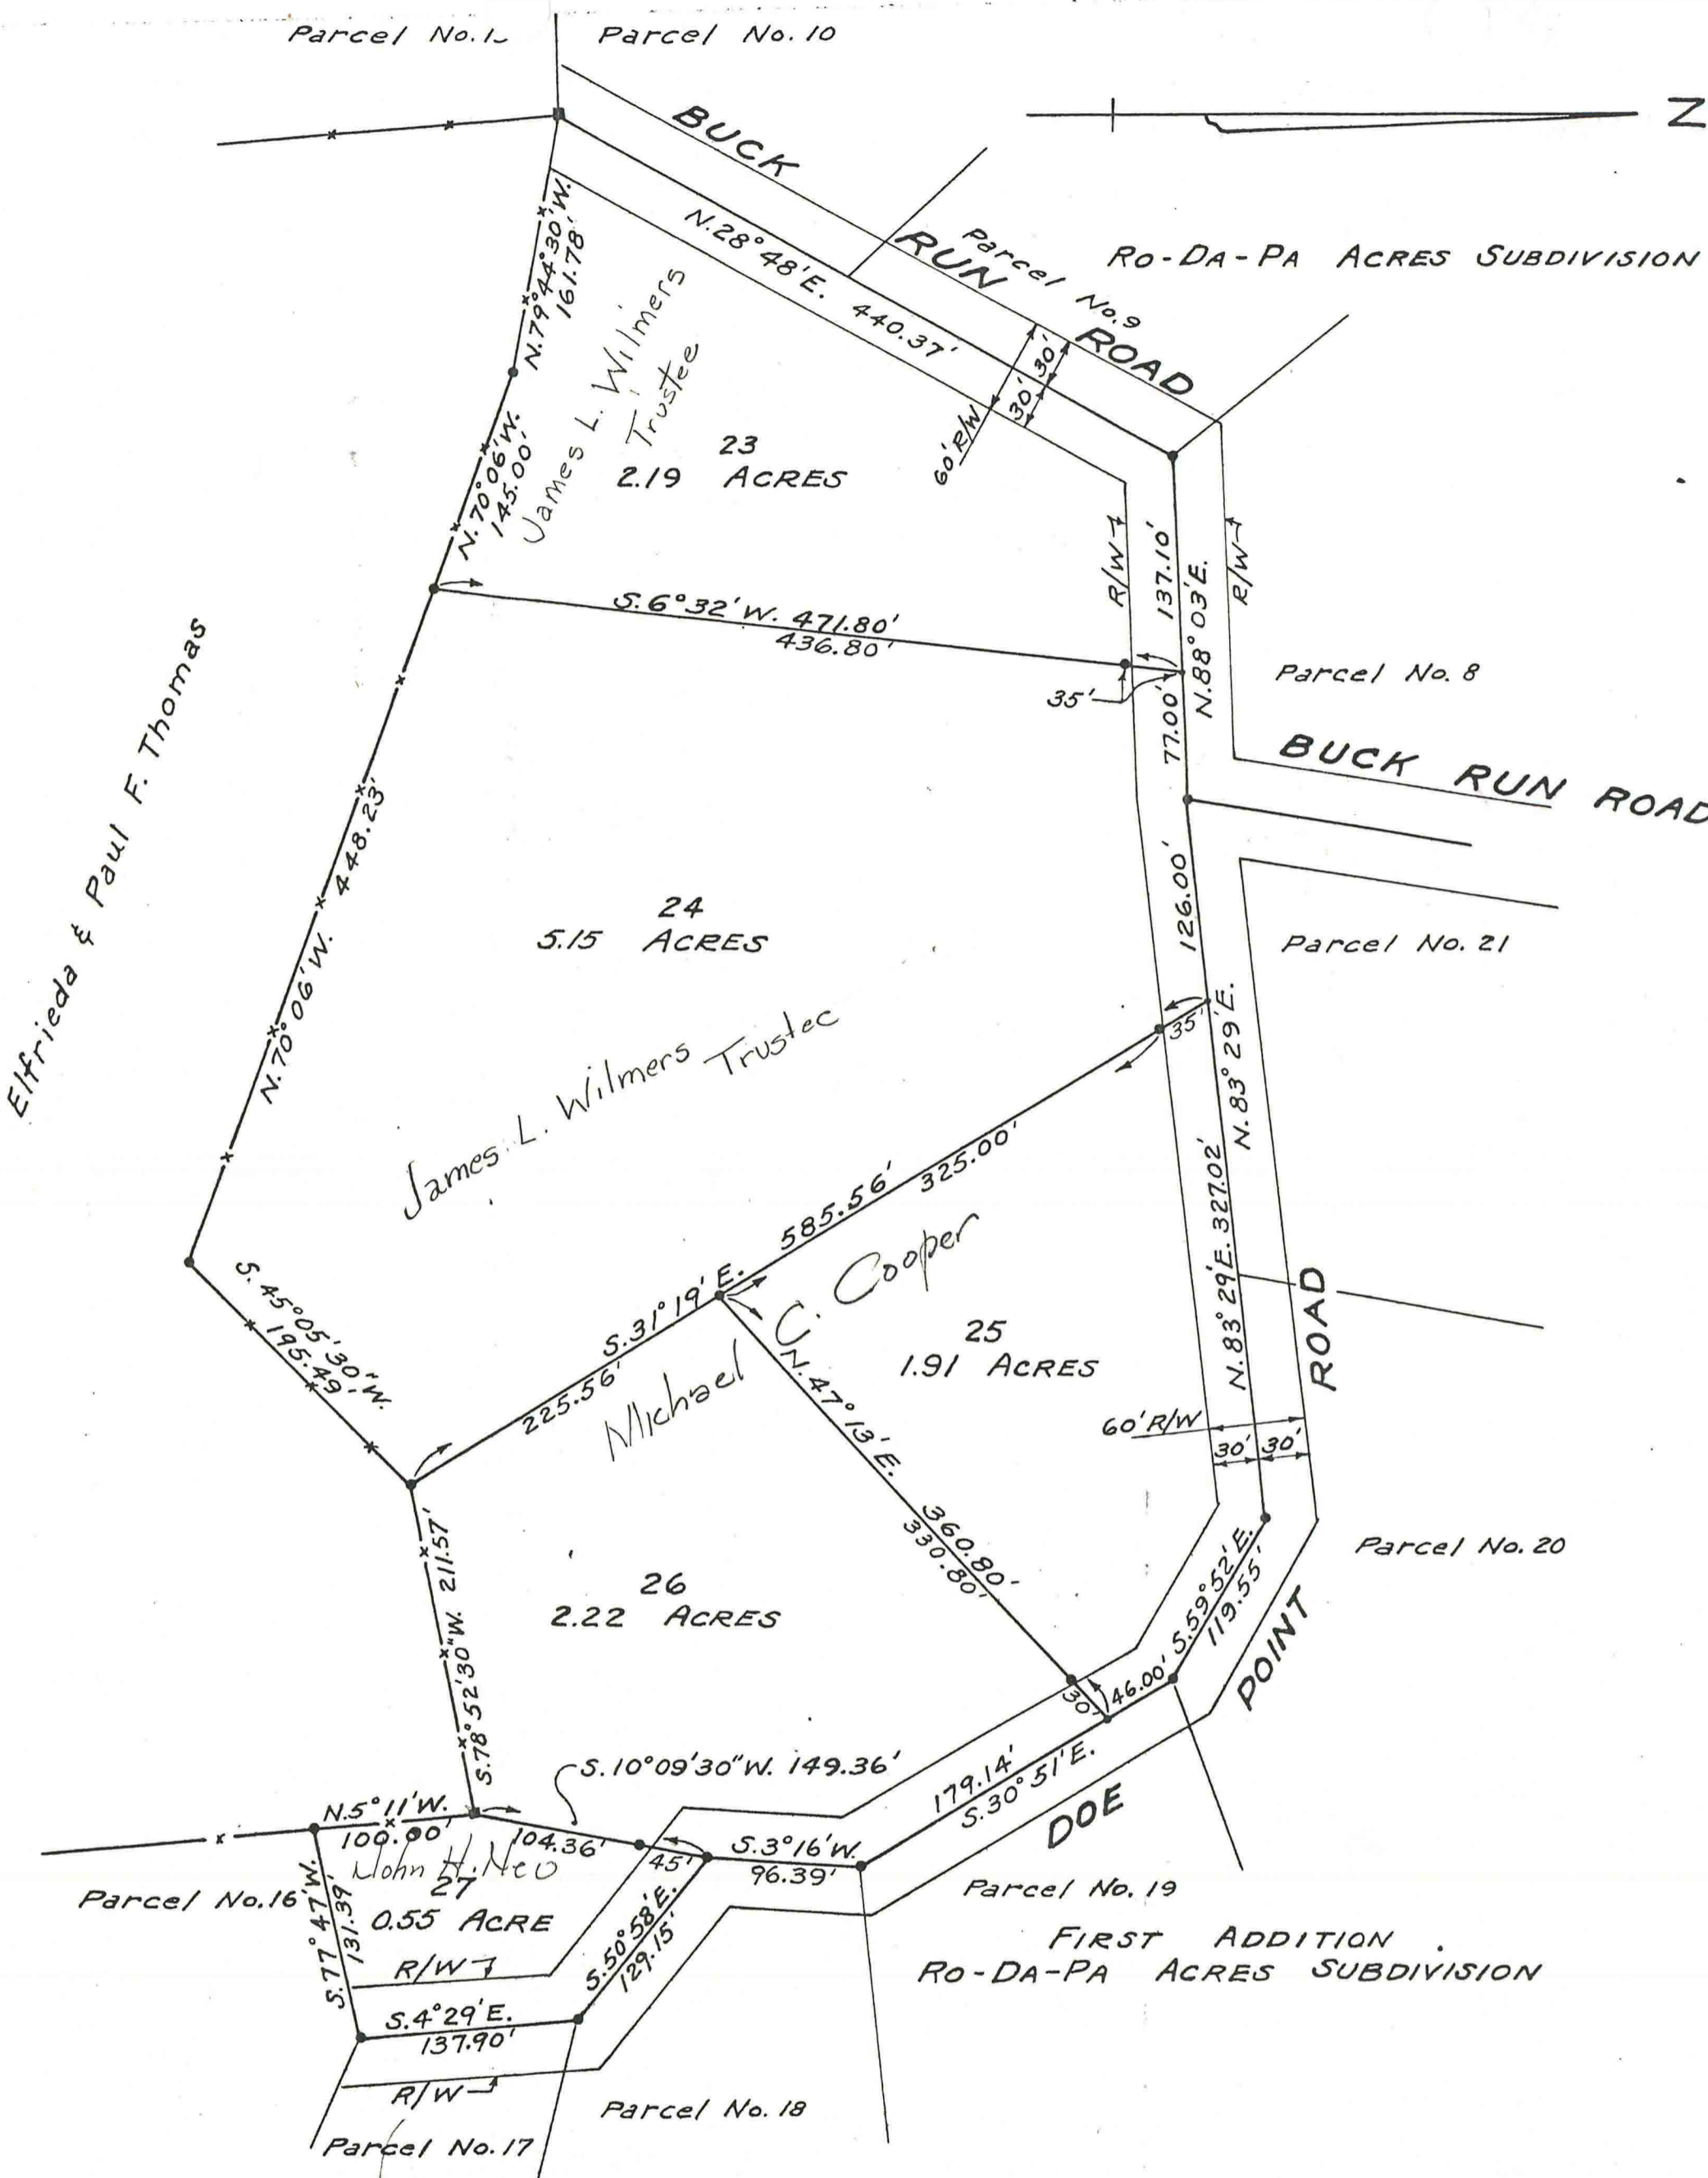 Parcel No. 1
Parcel No. 10
N
BUCK RUN ROAD
Parcel No. 9
RO-DA-PA ACRES SUBDIVISION
N. 28° 48' E. 440.37'
60' R/W
30' 30'
N. 79° 44' 30" W.
161.78'
James L. Wilmers
Trustee
23
2.19 ACRES
N. 70° 06' W.
145.00'
R/W
137.10'
N. 88° 03' E.
R/W
S. 6° 32' W. 471.80'
436.80'
35'
77.00'
Parcel No. 8
BUCK RUN ROAD
Elfrieda & Paul F. Thomas
N. 70° 06' W. 448.23'
24
5.15 ACRES
126.00'
Parcel No. 21
James L. Wilmers Trustee
35'
N. 83° 29' E.
S. 31° 19' E. 585.56'
225.56' 325.00'
N. 83° 29' E. 327.02'
S. 45° 05' 30" W.
195.49'
Michael C. Cooper
25
1.91 ACRES
N. 47° 13' E. 360.80'
330.80'
60' R/W
30' 30'
DOE POINT ROAD
Parcel No. 20
S. 59° 52' E.
119.55'
S. 78° 52' 30" W. 211.57'
26
2.22 ACRES
30'
46.00'
S. 10° 09' 30" W. 149.36'
179.14'
S. 30° 51' E.
N. 5° 11' W.
100.00'
104.36'
45'
S. 3° 16' W.
96.39'
John H.
27
0.55 ACRE
Parcel No. 16
S. 77° 47' W.
131.39'
S. 50° 58' E.
129.15'
Parcel No. 19
FIRST ADDITION
RO-DA-PA ACRES SUBDIVISION
R/W
S. 4° 29' E.
137.90'
R/W
Parcel No. 18
Parcel No. 17